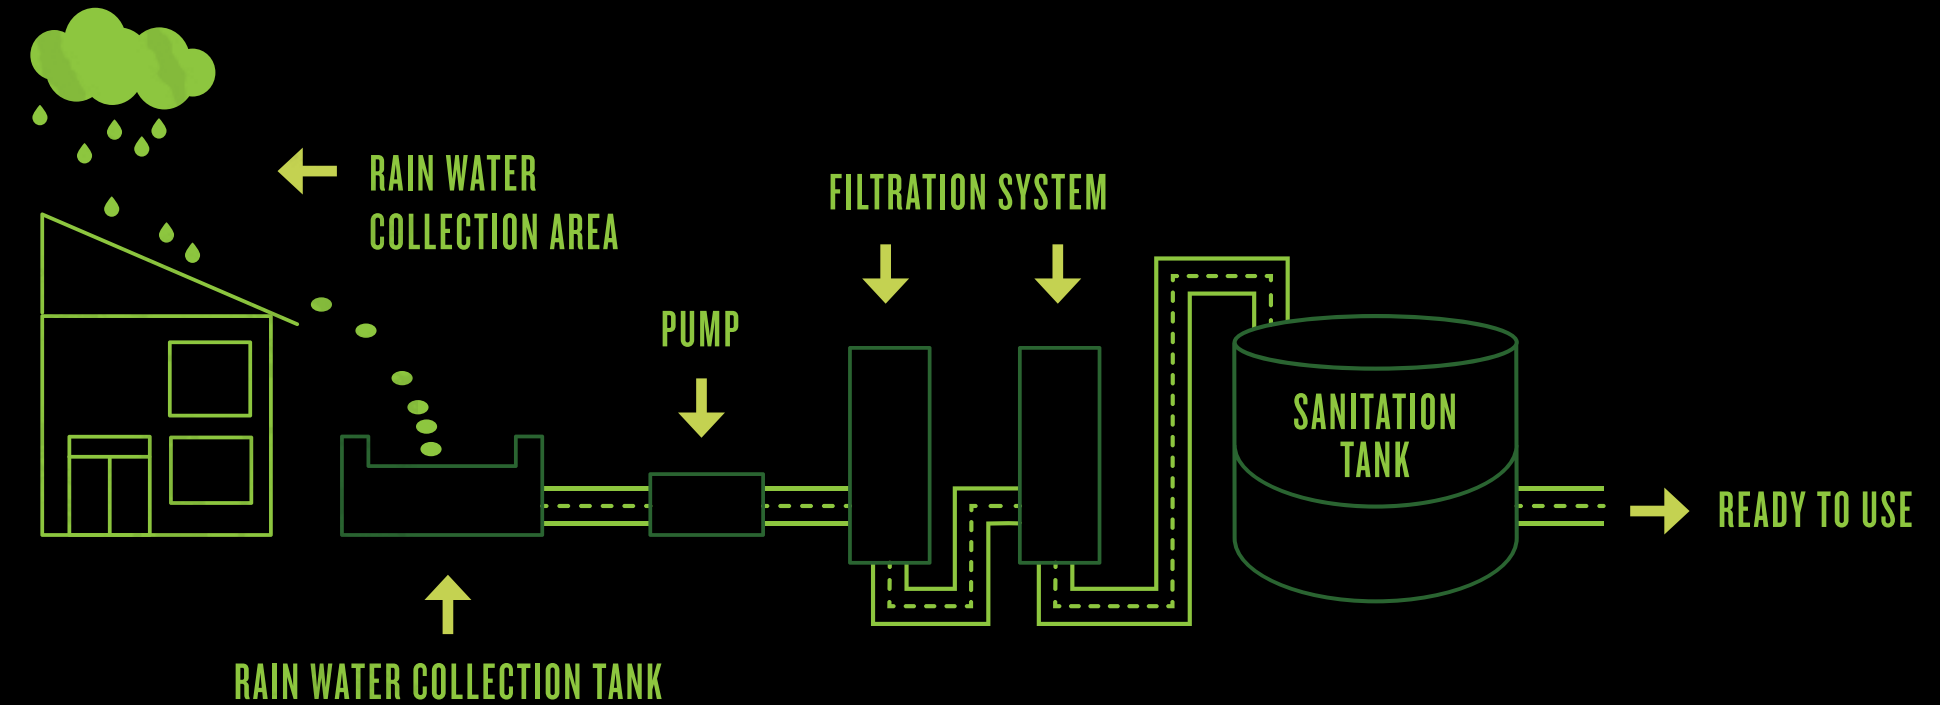 RAIN WATER
COLLECTION AREA
FILTRATION SYSTEM
PUMP
SANITATION
TANK
READY TO USE
RAIN WATER COLLECTION TANK